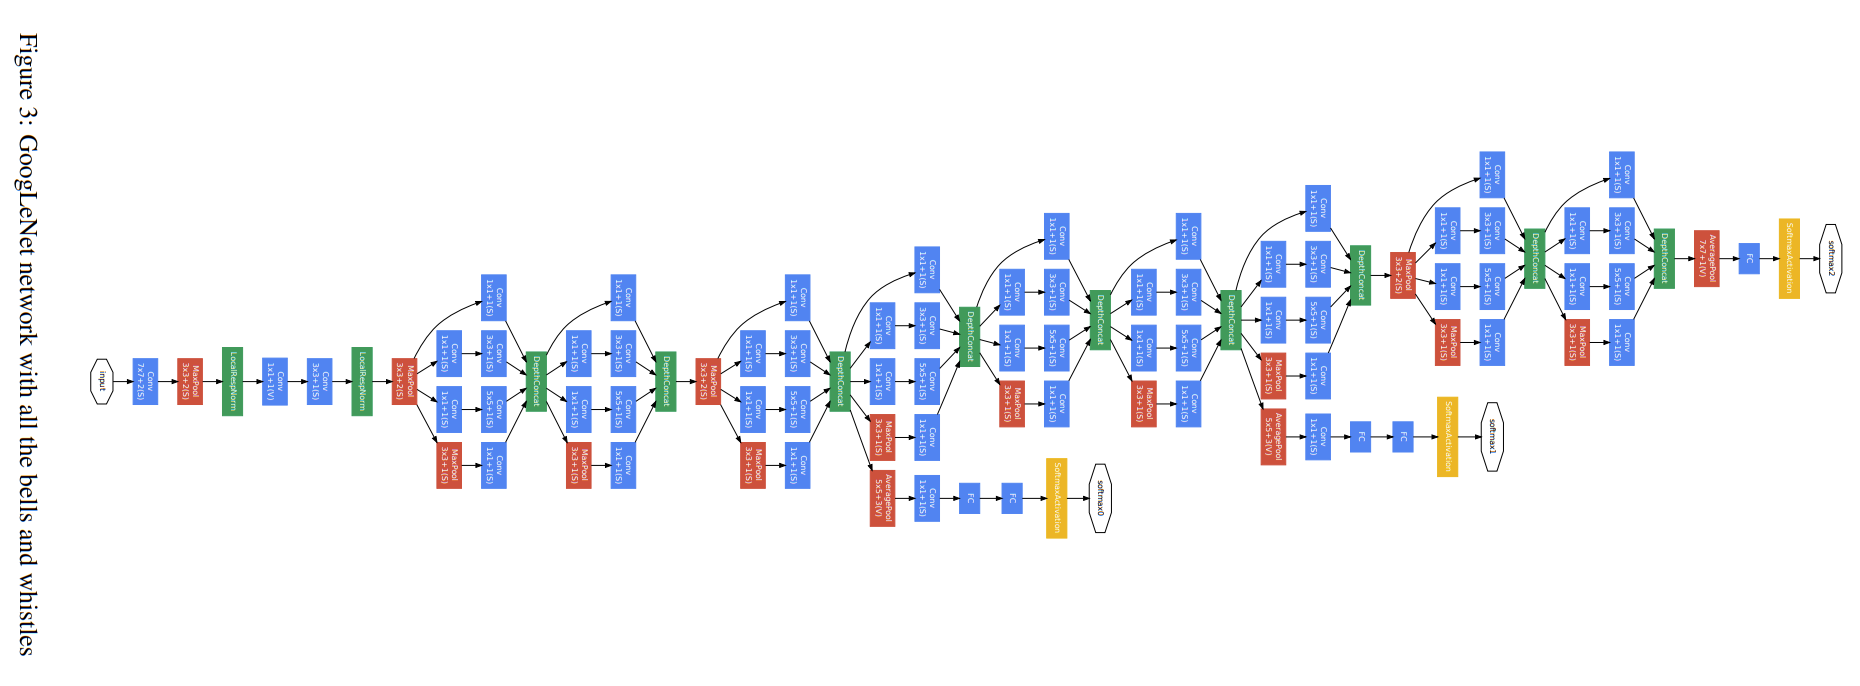 softmax2
SoftmaxActivation
FC
AveragePool
7x7+1(V)
DepthConcat
Conv
1x1+1(S)
Conv
3x3+1(S)
Conv
5x5+1(S)
Conv
1x1+1(S)
Conv
1x1+1(S)
Conv
1x1+1(S)
MaxPool
3x3+1(S)
DepthConcat
Conv
1x1+1(S)
Conv
3x3+1(S)
Conv
5x5+1(S)
Conv
1x1+1(S)
softmax1
Conv
1x1+1(S)
Conv
1x1+1(S)
MaxPool
3x3+1(S)
SoftmaxActivation
MaxPool
3x3+2(S)
FC
DepthConcat
FC
Conv
1x1+1(S)
Conv
3x3+1(S)
Conv
5x5+1(S)
Conv
1x1+1(S)
Conv
1x1+1(S)
Conv
1x1+1(S)
Conv
1x1+1(S)
MaxPool
3x3+1(S)
AveragePool
5x5+3(V)
DepthConcat
Conv
1x1+1(S)
Conv
3x3+1(S)
Conv
5x5+1(S)
Conv
1x1+1(S)
Conv
1x1+1(S)
Conv
1x1+1(S)
MaxPool
3x3+1(S)
DepthConcat
softmax0
Conv
1x1+1(S)
Conv
3x3+1(S)
Conv
5x5+1(S)
Conv
1x1+1(S)
SoftmaxActivation
Conv
1x1+1(S)
Conv
1x1+1(S)
MaxPool
3x3+1(S)
FC
DepthConcat
FC
Conv
1x1+1(S)
Conv
3x3+1(S)
Conv
5x5+1(S)
Conv
1x1+1(S)
Conv
1x1+1(S)
Conv
1x1+1(S)
Conv
1x1+1(S)
MaxPool
3x3+1(S)
AveragePool
5x5+3(V)
DepthConcat
Conv
1x1+1(S)
Conv
3x3+1(S)
Conv
5x5+1(S)
Conv
1x1+1(S)
Conv
1x1+1(S)
Conv
1x1+1(S)
MaxPool
3x3+1(S)
MaxPool
3x3+2(S)
DepthConcat
Conv
1x1+1(S)
Conv
3x3+1(S)
Conv
5x5+1(S)
Conv
1x1+1(S)
Conv
1x1+1(S)
Conv
1x1+1(S)
MaxPool
3x3+1(S)
DepthConcat
Conv
1x1+1(S)
Conv
3x3+1(S)
Conv
5x5+1(S)
Conv
1x1+1(S)
Conv
1x1+1(S)
Conv
1x1+1(S)
MaxPool
3x3+1(S)
MaxPool
3x3+2(S)
LocalRespNorm
Conv
3x3+1(S)
Conv
1x1+1(V)
LocalRespNorm
MaxPool
3x3+2(S)
Conv
7x7+2(S)
input
Figure 3: GoogLeNet network with all the bells and whistles